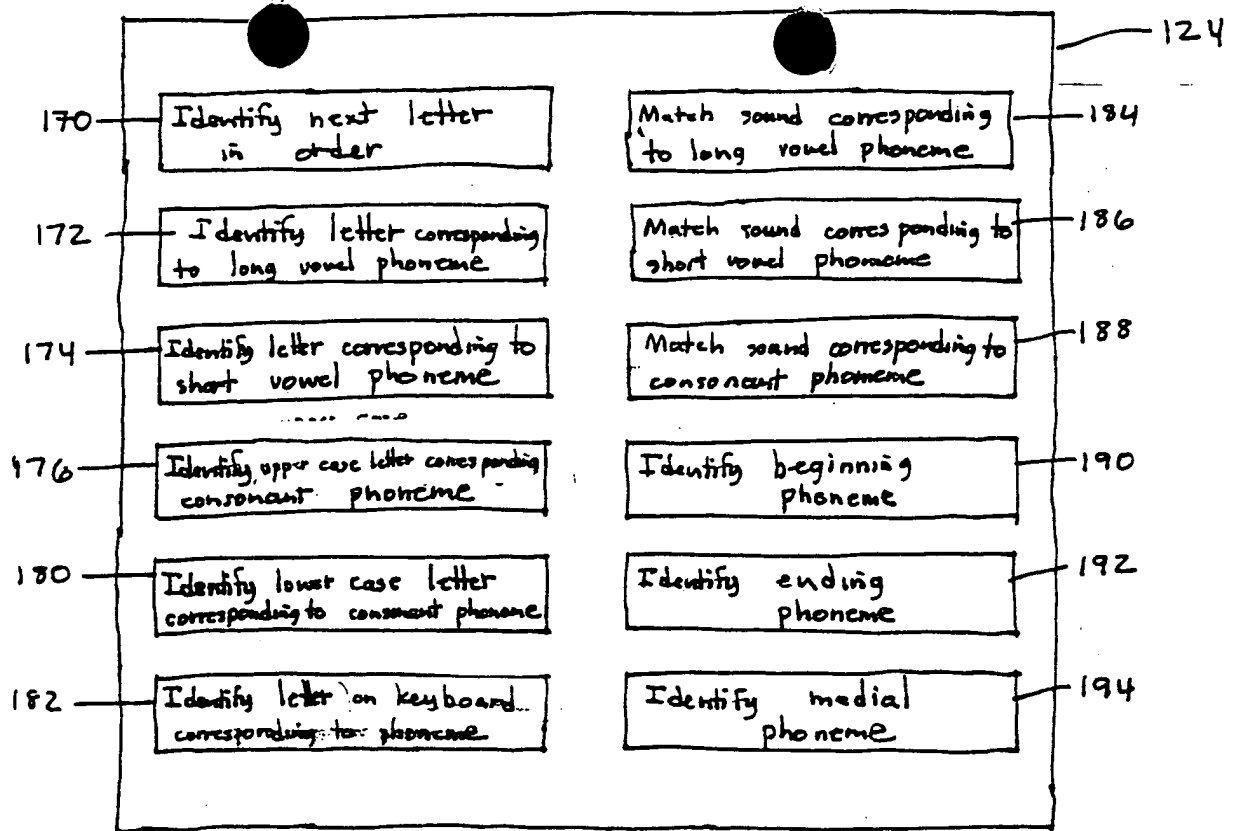 124
170
Identify next letter
in order
172
Identify letter corresponding
to long vowel phoneme
174
Identify letter corresponding to
short vowel phoneme
176
Identify upper case letter corresponding
consonant phoneme
180
Identify lower case letter
corresponding to consonant phoneme
182
Identify letter on keyboard
corresponding to phoneme
Match sound corresponding
to long vowel phoneme
184
Match sound corresponding to
short vowel phoneme
186
Match sound corresponding to
consonant phoneme
188
Identify beginning
phoneme
190
Identify ending
phoneme
192
Identify medial
phoneme
194